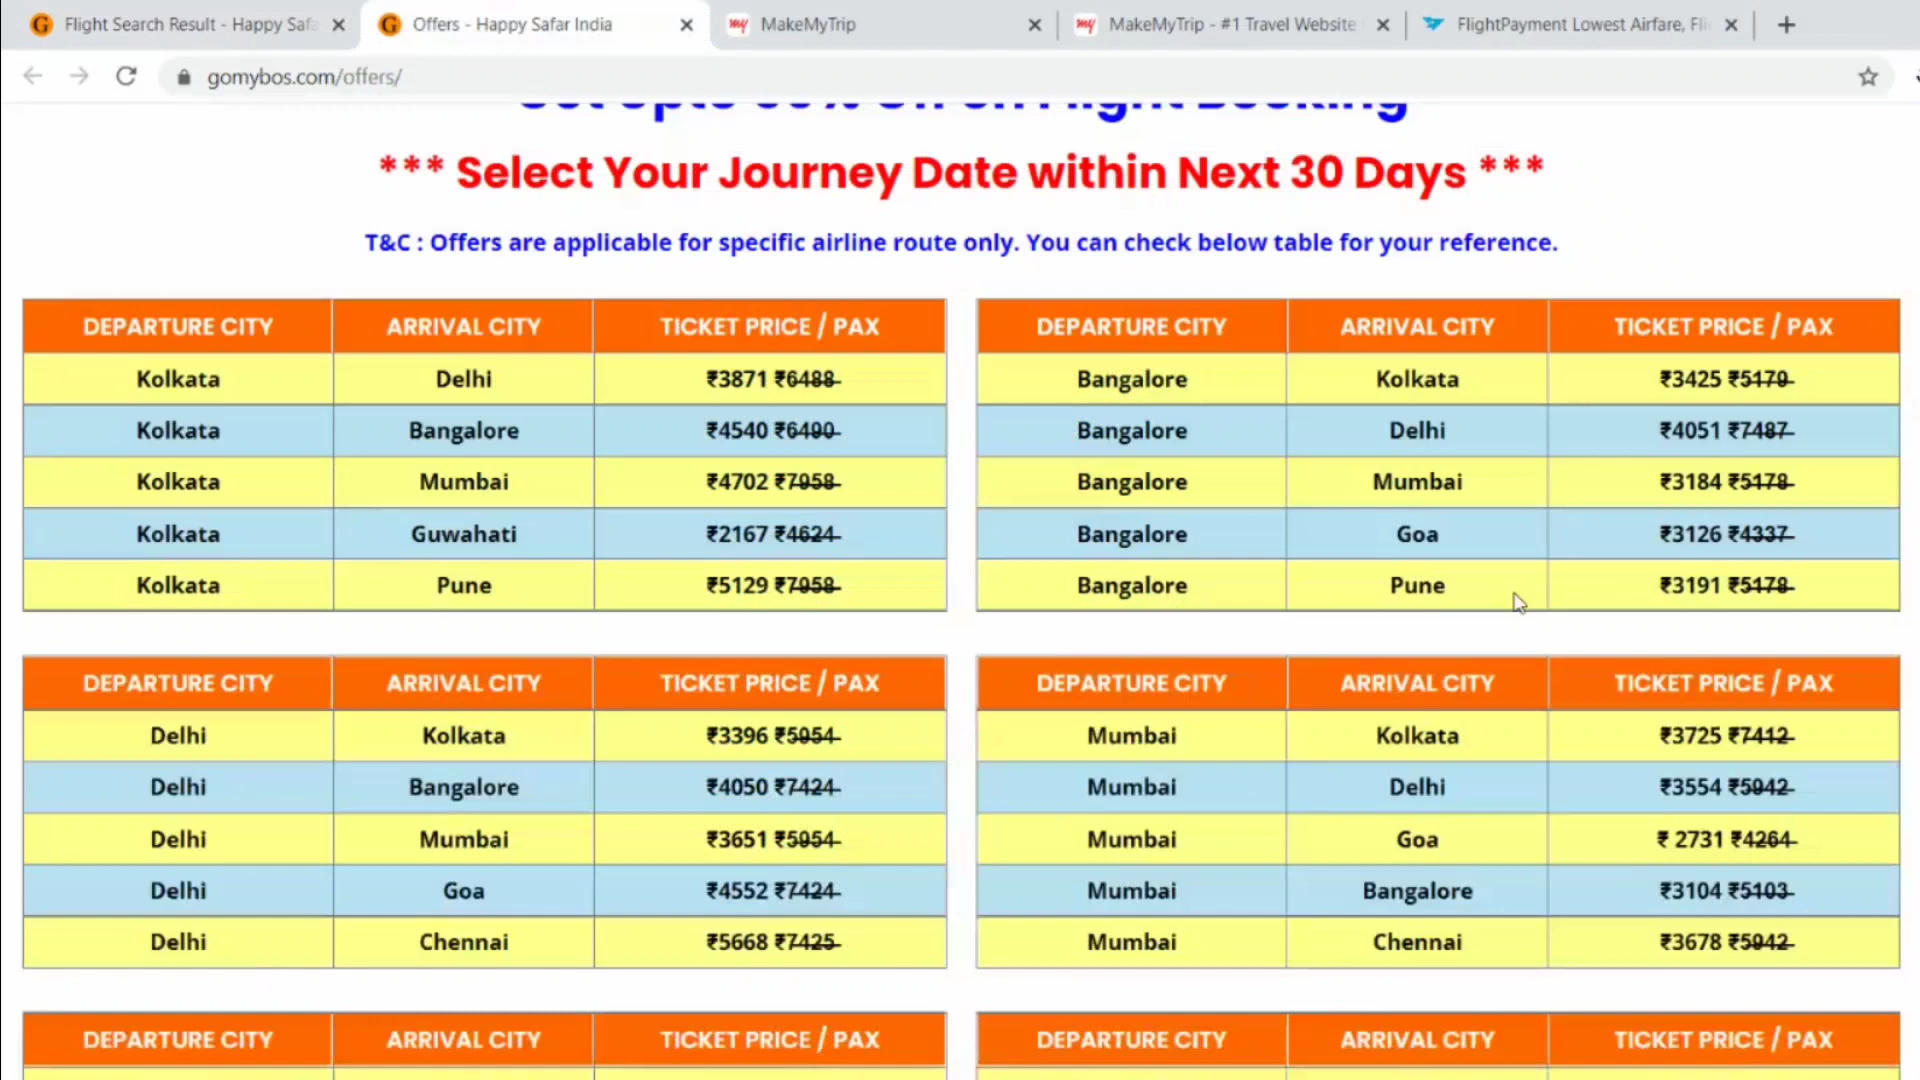 Flight Search Result - Happy Safa
Offers - Happy Safar India
MakeMyTrip
MakeMyTrip - #1 Travel Website
FlightPayment Lowest Airfare, Fli
gomybos.com/offers/
*** Select Your Journey Date within Next 30 Days ***
T&C : Offers are applicable for specific airline route only. You can check below table for your reference.
DEPARTURE CITY ARRIVAL CITY TICKET PRICE / PAX
Kolkata Delhi ₹3871 ₹6488
Kolkata Bangalore ₹4540 ₹6490
Kolkata Mumbai ₹4702 ₹7958
Kolkata Guwahati ₹2167 ₹4624
Kolkata Pune ₹5129 ₹7958
DEPARTURE CITY ARRIVAL CITY TICKET PRICE / PAX
Bangalore Kolkata ₹3425 ₹5179
Bangalore Delhi ₹4051 ₹7487
Bangalore Mumbai ₹3184 ₹5178
Bangalore Goa ₹3126 ₹4337
Bangalore Pune ₹3191 ₹5178
DEPARTURE CITY ARRIVAL CITY TICKET PRICE / PAX
Delhi Kolkata ₹3396 ₹5954
Delhi Bangalore ₹4050 ₹7424
Delhi Mumbai ₹3651 ₹5954
Delhi Goa ₹4552 ₹7424
Delhi Chennai ₹5668 ₹7425
DEPARTURE CITY ARRIVAL CITY TICKET PRICE / PAX
Mumbai Kolkata ₹3725 ₹7412
Mumbai Delhi ₹3554 ₹5942
Mumbai Goa ₹ 2731 ₹4264
Mumbai Bangalore ₹3104 ₹5103
Mumbai Chennai ₹3678 ₹5942
DEPARTURE CITY ARRIVAL CITY TICKET PRICE / PAX
DEPARTURE CITY ARRIVAL CITY TICKET PRICE / PAX